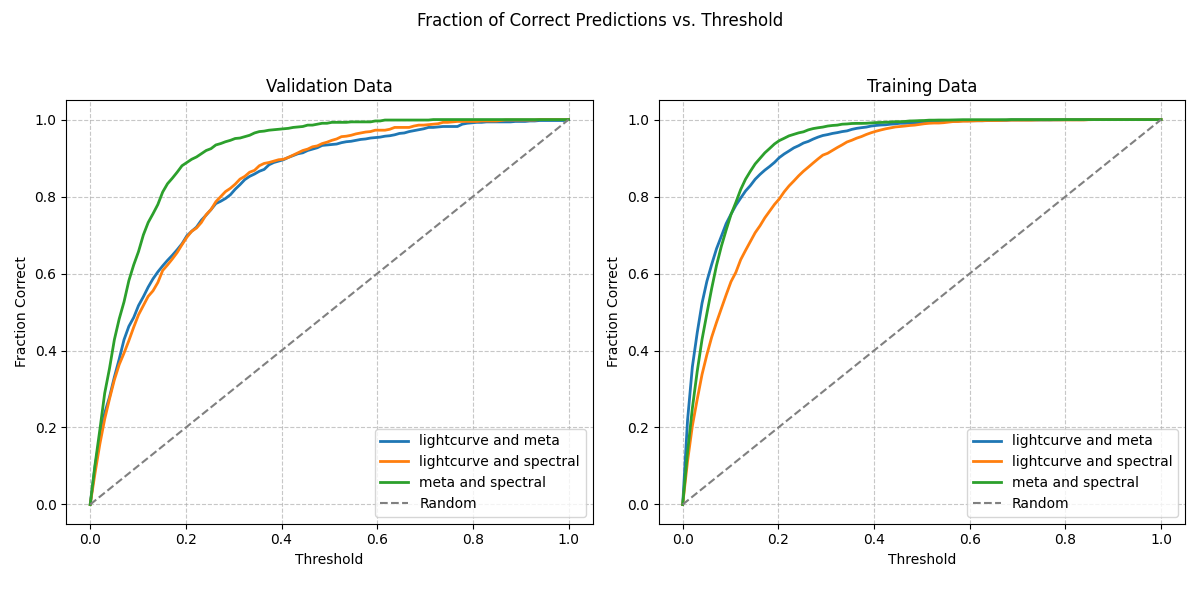 Fraction of Correct Predictions vs. Threshold
Validation Data
Fraction Correct
1.0
0.8
0.6
0.4
0.2
0.0
0.0 0.2 0.4 0.6 0.8 1.0
Threshold
lightcurve and meta
lightcurve and spectral
meta and spectral
Random
Training Data
Fraction Correct
1.0
0.8
0.6
0.4
0.2
0.0
0.0 0.2 0.4 0.6 0.8 1.0
Threshold
lightcurve and meta
lightcurve and spectral
meta and spectral
Random